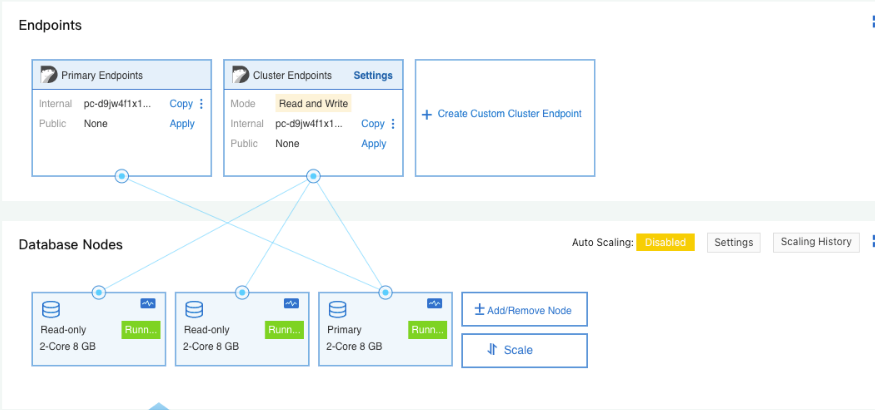 Endpoints
Primary Endpoints
Internal pc-d9jw4f1x1... Copy
Public None Apply
Cluster Endpoints Settings
Mode Read and Write
Internal pc-d9jw4f1x1... Copy
Public None Apply
+ Create Custom Cluster Endpoint
Database Nodes
Auto Scaling: Disabled Settings Scaling History
Read-only Runn...
2-Core 8 GB
Read-only Runn...
2-Core 8 GB
Primary Runn...
2-Core 8 GB
±Add/Remove Node
Scale